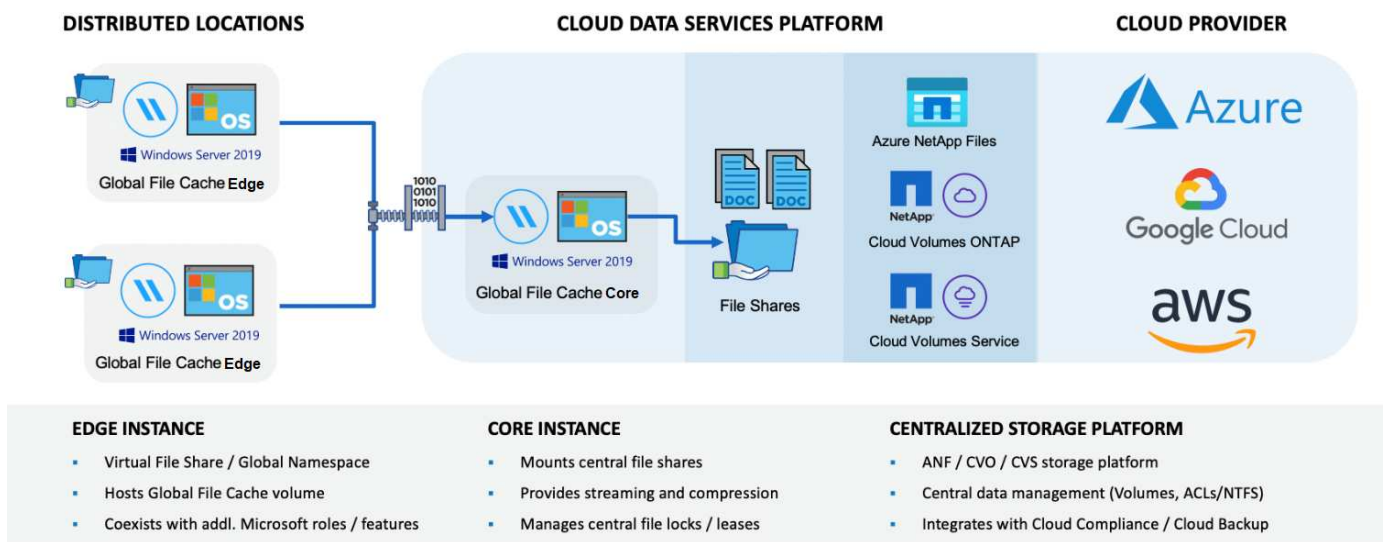 DISTRIBUTED LOCATIONS
CLOUD DATA SERVICES PLATFORM
CLOUD PROVIDER
OS
Windows Server 2019
Global File Cache Edge
OS
Windows Server 2019
Global File Cache Edge
1010
0101
1010
OS
Windows Server 2019
Global File Cache Core
DOC
DOC
File Shares
Azure NetApp Files
NetApp
Cloud Volumes ONTAP
NetApp
Cloud Volumes Service
Azure
Google Cloud
aws
EDGE INSTANCE
▪ Virtual File Share / Global Namespace
▪ Hosts Global File Cache volume
▪ Coexists with addl. Microsoft roles / features
CORE INSTANCE
▪ Mounts central file shares
▪ Provides streaming and compression
▪ Manages central file locks / leases
CENTRALIZED STORAGE PLATFORM
▪ ANF / CVO / CVS storage platform
▪ Central data management (Volumes, ACLs/NTFS)
▪ Integrates with Cloud Compliance / Cloud Backup